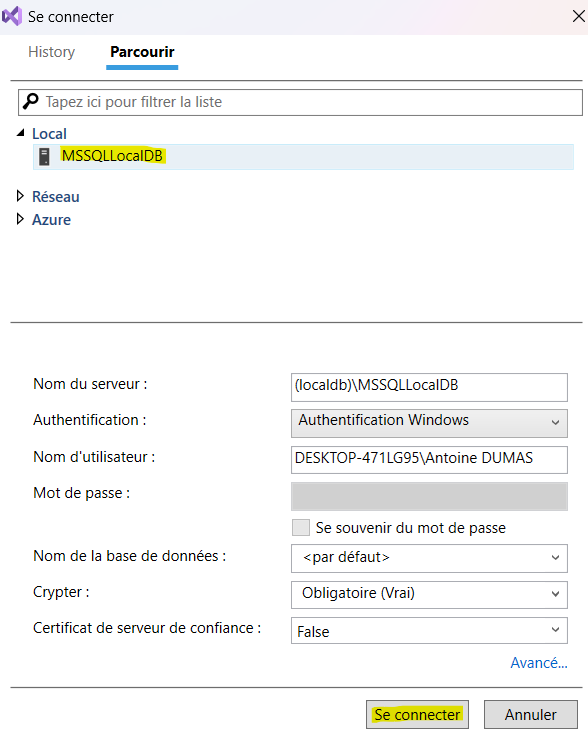 Se connecter
History Parcourir
Tapez ici pour filtrer la liste
Local
MSSQLLocalDB
Réseau
Azure
Nom du serveur : (localdb)\MSSQLLocalDB
Authentification : Authentification Windows
Nom d'utilisateur : DESKTOP-471LG95\Antoine DUMAS
Mot de passe :
Se souvenir du mot de passe
Nom de la base de données : <par défaut>
Crypter : Obligatoire (Vrai)
Certificat de serveur de confiance : False
Avancé...
Se connecter Annuler